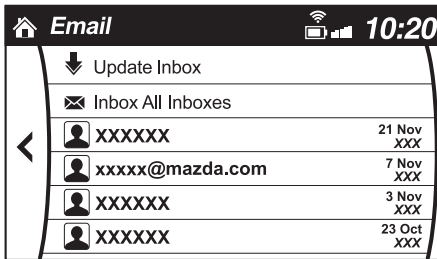 Email 10:20
Update Inbox
Inbox All Inboxes
XXXXXX 21 Nov
XXX
xxxxx@mazda.com 7 Nov
XXX
XXXXXX 3 Nov
XXX
XXXXXX 23 Oct
XXX